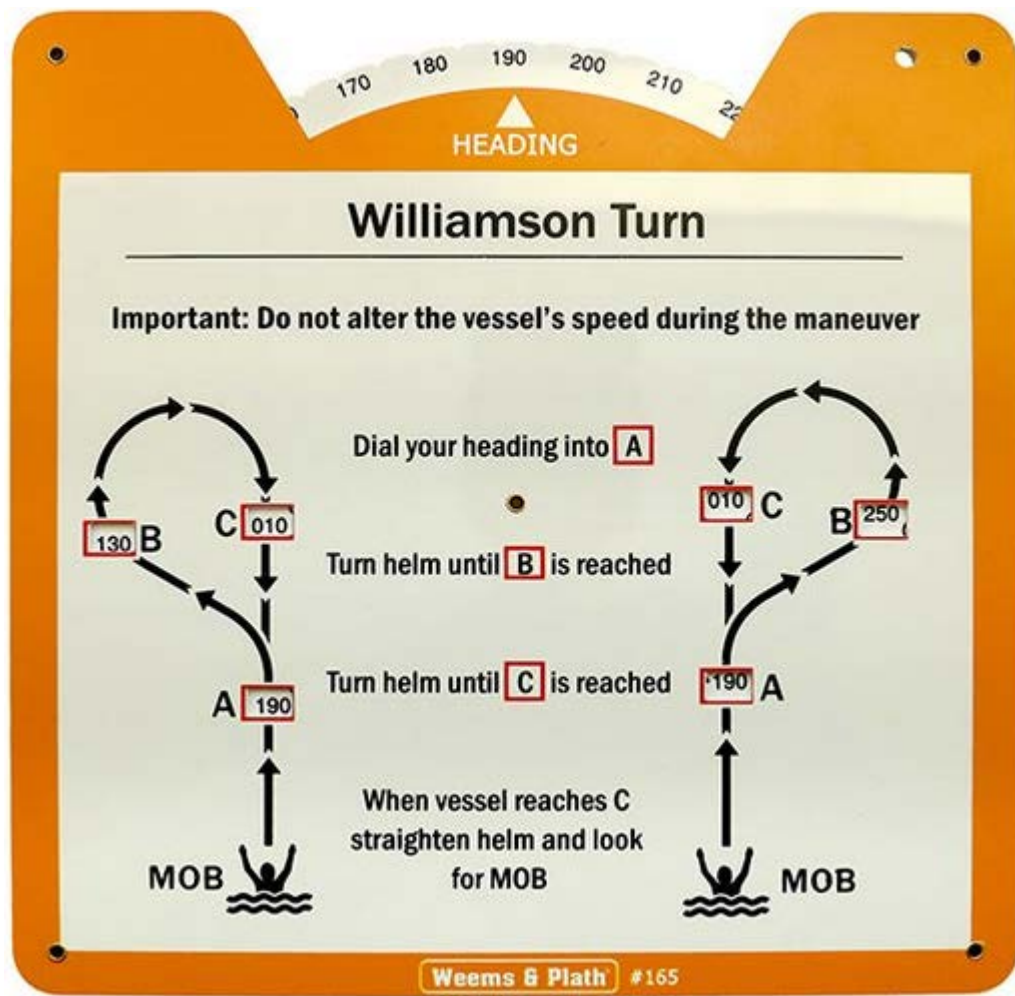 170 180 190 200 210
HEADING
Williamson Turn
Important: Do not alter the vessel's speed during the maneuver
Dial your heading into A
C 010
010 C
130 B
B 250
Turn helm until B is reached
A 190
Turn helm until C is reached
190 A
When vessel reaches C
straighten helm and look
for MOB
MOB
MOB
Weems & Plath #165